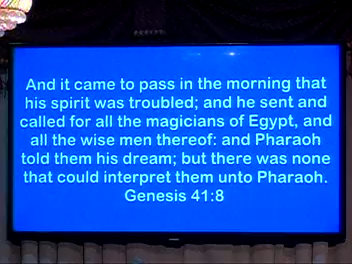 And it came to pass in the morning that
his spirit was troubled; and he sent and
called for all the magicians of Egypt, and
all the wise men thereof: and Pharaoh
told them his dream; but there was none
that could interpret them unto Pharaoh.
Genesis 41:8